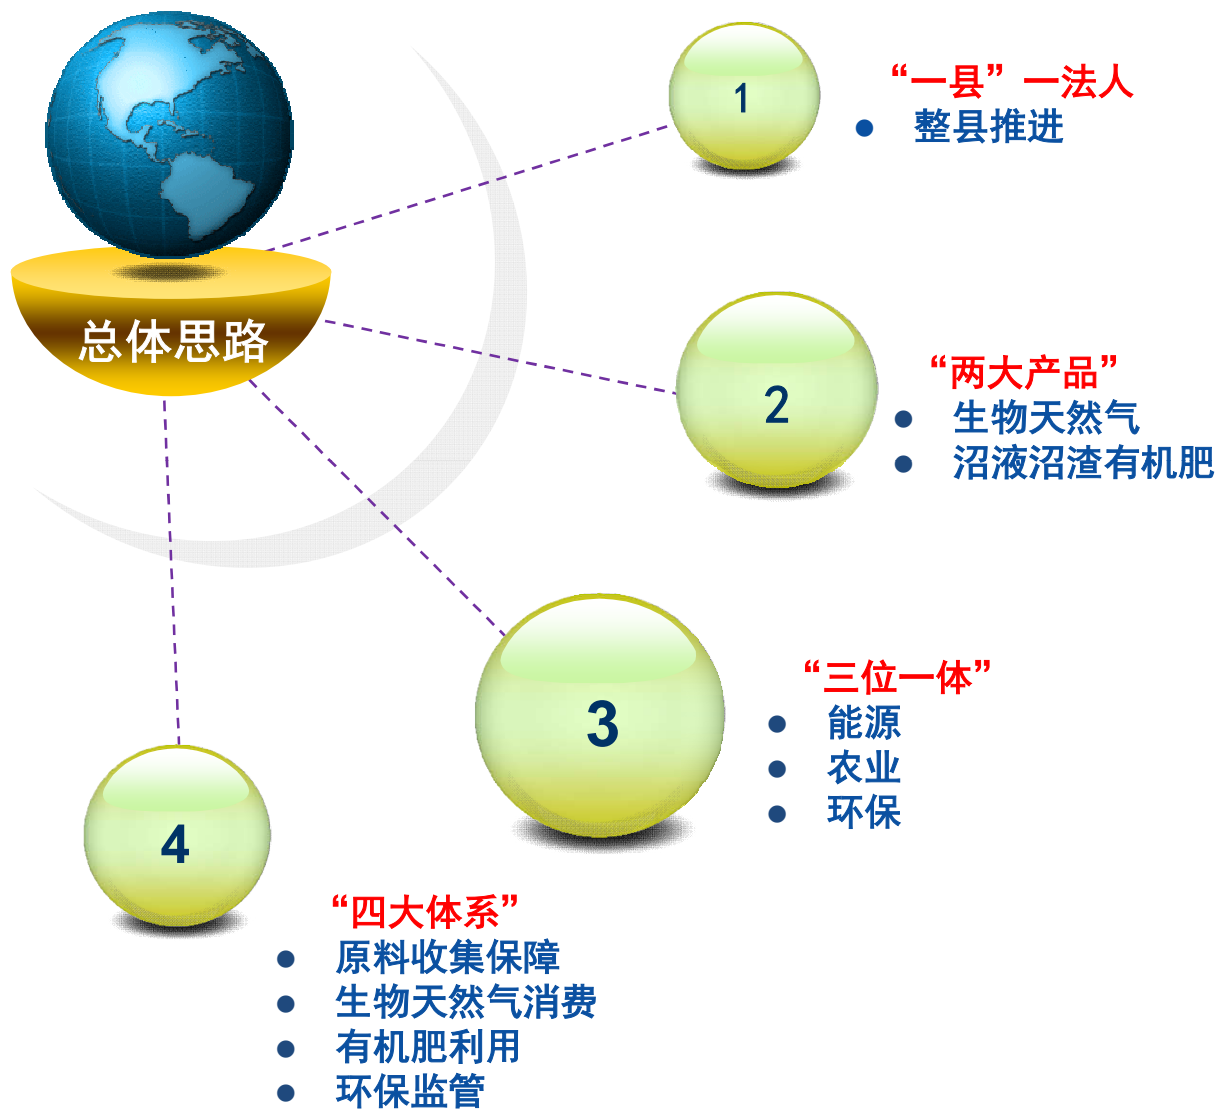 总体思路
1
“一县”一法人
● 整县推进
2
“两大产品”
● 生物天然气
● 沼液沼渣有机肥
3
“三位一体”
● 能源
● 农业
● 环保
4
“四大体系”
● 原料收集保障
● 生物天然气消费
● 有机肥利用
● 环保监管